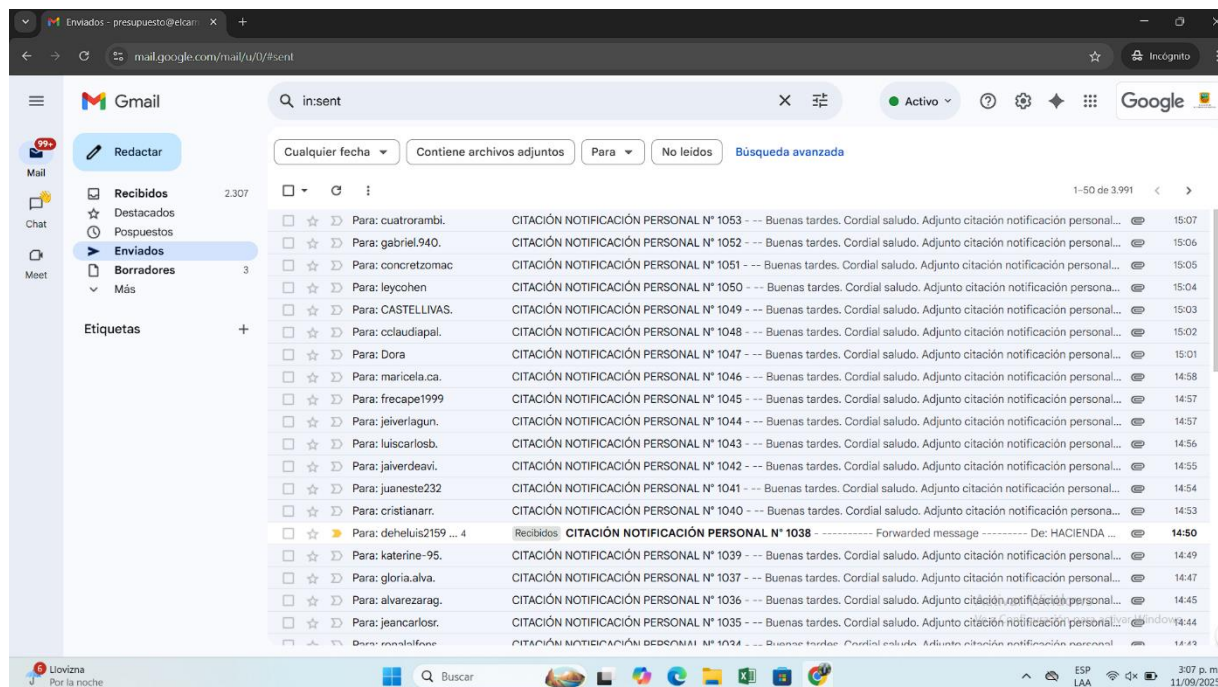 Enviados - presupuesto@elcam
mail.google.com/mail/u/0/#sent
Incógnito
Gmail
in:sent
Activo
Google
99+
Mail
Chat
Meet
Redactar
Recibidos 2.307
Destacados
Pospuestos
Enviados
Borradores 3
Más
Etiquetas
Cualquier fecha Contiene archivos adjuntos Para No leídos Búsqueda avanzada
1-50 de 3.991
Para: cuatrorambi. CITACIÓN NOTIFICACIÓN PERSONAL N° 1053 - -- Buenas tardes. Cordial saludo. Adjunto citación notificación personal... 15:07
Para: gabriel.940. CITACIÓN NOTIFICACIÓN PERSONAL N° 1052 - -- Buenas tardes. Cordial saludo. Adjunto citación notificación personal... 15:06
Para: concretzomac CITACIÓN NOTIFICACIÓN PERSONAL N° 1051 - -- Buenas tardes. Cordial saludo. Adjunto citación notificación personal... 15:05
Para: leycohen CITACIÓN NOTIFICACIÓN PERSONAL N° 1050 - -- Buenas tardes. Cordial saludo. Adjunto citación notificación persona... 15:04
Para: CASTELLIVAS. CITACIÓN NOTIFICACIÓN PERSONAL N° 1049 - -- Buenas tardes. Cordial saludo. Adjunto citación notificación personal... 15:03
Para: cclaudiapal. CITACIÓN NOTIFICACIÓN PERSONAL N° 1048 - -- Buenas tardes. Cordial saludo. Adjunto citación notificación personal... 15:02
Para: Dora CITACIÓN NOTIFICACIÓN PERSONAL N° 1047 - -- Buenas tardes. Cordial saludo. Adjunto citación notificación personal... 15:01
Para: maricela.ca. CITACIÓN NOTIFICACIÓN PERSONAL N° 1046 - -- Buenas tardes. Cordial saludo. Adjunto citación notificación personal... 14:58
Para: frecape1999 CITACIÓN NOTIFICACIÓN PERSONAL N° 1045 - -- Buenas tardes. Cordial saludo. Adjunto citación notificación personal... 14:57
Para: jeiverlagun. CITACIÓN NOTIFICACIÓN PERSONAL N° 1044 - -- Buenas tardes. Cordial saludo. Adjunto citación notificación personal... 14:57
Para: luiscarlosb. CITACIÓN NOTIFICACIÓN PERSONAL N° 1043 - -- Buenas tardes. Cordial saludo. Adjunto citación notificación personal... 14:56
Para: jaiverdeavi. CITACIÓN NOTIFICACIÓN PERSONAL N° 1042 - -- Buenas tardes. Cordial saludo. Adjunto citación notificación personal... 14:55
Para: juaneste232 CITACIÓN NOTIFICACIÓN PERSONAL N° 1041 - -- Buenas tardes. Cordial saludo. Adjunto citación notificación personal... 14:54
Para: cristianarr. CITACIÓN NOTIFICACIÓN PERSONAL N° 1040 - -- Buenas tardes. Cordial saludo. Adjunto citación notificación persona... 14:53
Para: deheluis2159 ... 4 Recibidos CITACIÓN NOTIFICACIÓN PERSONAL N° 1038 - ---------- Forwarded message --------- De: HACIENDA ... 14:50
Para: katerine-95. CITACIÓN NOTIFICACIÓN PERSONAL N° 1039 - -- Buenas tardes. Cordial saludo. Adjunto citación notificación personal... 14:49
Para: gloria.alva. CITACIÓN NOTIFICACIÓN PERSONAL N° 1037 - -- Buenas tardes. Cordial saludo. Adjunto citación notificación personal... 14:47
Para: alvarezarag. CITACIÓN NOTIFICACIÓN PERSONAL N° 1036 - -- Buenas tardes. Cordial saludo. Adjunto citación notificación personal... 14:45
Para: jeancarlosr. CITACIÓN NOTIFICACIÓN PERSONAL N° 1035 - -- Buenas tardes. Cordial saludo. Adjunto citación notificación personal... 14:44
CITACIÓN NOTIFICACIÓN PERSONAL N° 1034 14:43
6 Llovizna
Por la noche
Buscar
ESP
LAA
3:07 p. m
11/09/2025